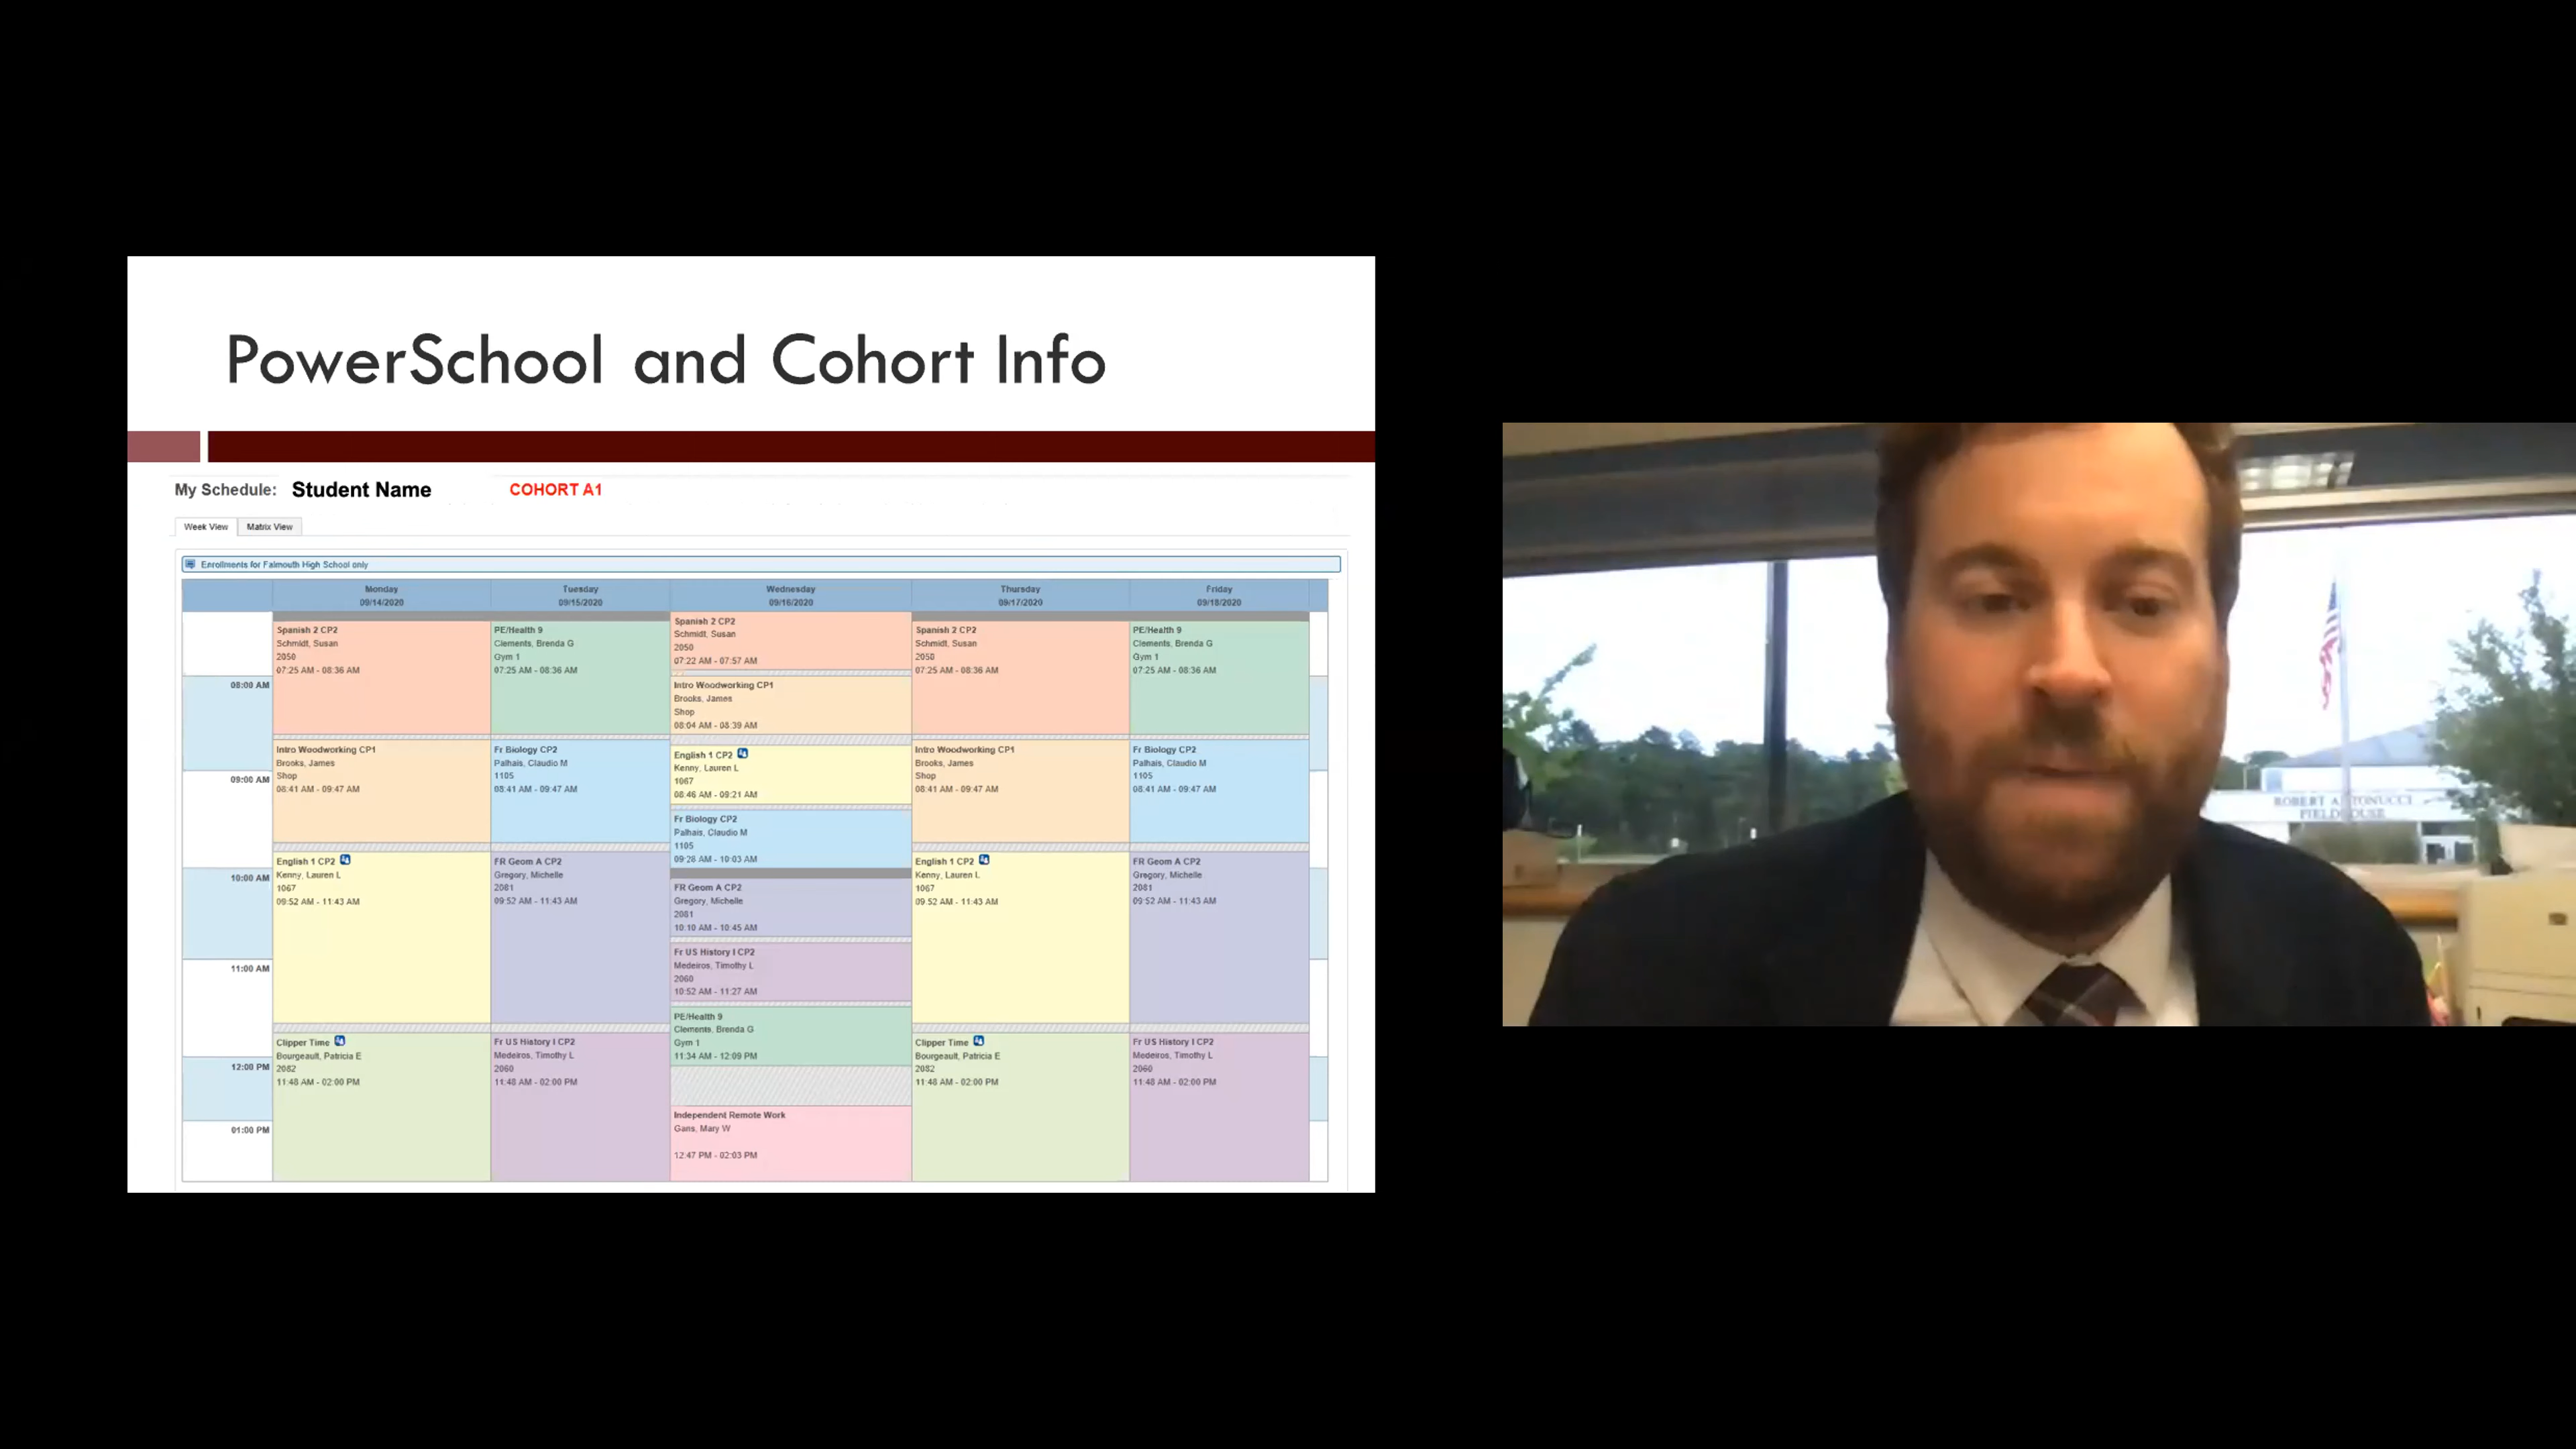 PowerSchool and Cohort Info
My Schedule: Student Name
COHORT A1
Week View
Matrix View
Enrollments for Falmouth High School only
Monday
09/14/2020
Tuesday
09/15/2020
Wednesday
09/16/2020
Thursday
09/17/2020
Friday
09/18/2020
08:00 AM
09:00 AM
10:00 AM
11:00 AM
12:00 PM
01:00 PM
Spanish 2 CP2
Schmidt, Susan
2050
07:25 AM - 08:36 AM
Intro Woodworking CP1
Brooks, James
Shop
08:41 AM - 09:47 AM
English 1 CP2
Kenny, Lauren L
1067
09:52 AM - 11:43 AM
Clipper Time
Bourgeault, Patricia E
2082
11:48 AM - 02:00 PM
PE/Health 9
Clements, Brenda G
Gym 1
07:25 AM - 08:36 AM
Fr Biology CP2
Palhais, Claudio M
1105
08:41 AM - 09:47 AM
FR Geom A CP2
Gregory, Michelle
2081
09:52 AM - 11:43 AM
Fr US History I CP2
Medeiros, Timothy L
2060
11:48 AM - 02:00 PM
Spanish 2 CP2
Schmidt, Susan
2050
07:22 AM - 07:57 AM
Intro Woodworking CP1
Brooks, James
Shop
08:04 AM - 08:39 AM
English 1 CP2
Kenny, Lauren L
1067
08:46 AM - 09:21 AM
Fr Biology CP2
Palhais, Claudio M
1105
09:28 AM - 10:03 AM
FR Geom A CP2
Gregory, Michelle
2081
10:10 AM - 10:45 AM
Fr US History I CP2
Medeiros, Timothy L
2060
10:52 AM - 11:27 AM
PE/Health 9
Clements, Brenda G
Gym 1
11:34 AM - 12:09 PM
Independent Remote Work
Gans, Mary W
12:47 PM - 02:03 PM
Spanish 2 CP2
Schmidt, Susan
2050
07:25 AM - 08:36 AM
Intro Woodworking CP1
Brooks, James
Shop
08:41 AM - 09:47 AM
English 1 CP2
Kenny, Lauren L
1067
09:52 AM - 11:43 AM
Clipper Time
Bourgeault, Patricia E
2082
11:48 AM - 02:00 PM
PE/Health 9
Clements, Brenda G
Gym 1
07:25 AM - 08:36 AM
Fr Biology CP2
Palhais, Claudio M
1105
08:41 AM - 09:47 AM
FR Geom A CP2
Gregory, Michelle
2081
09:52 AM - 11:43 AM
Fr US History I CP2
Medeiros, Timothy L
2060
11:48 AM - 02:00 PM
ROBERT A ANTONUCCI
FIELDHOUSE